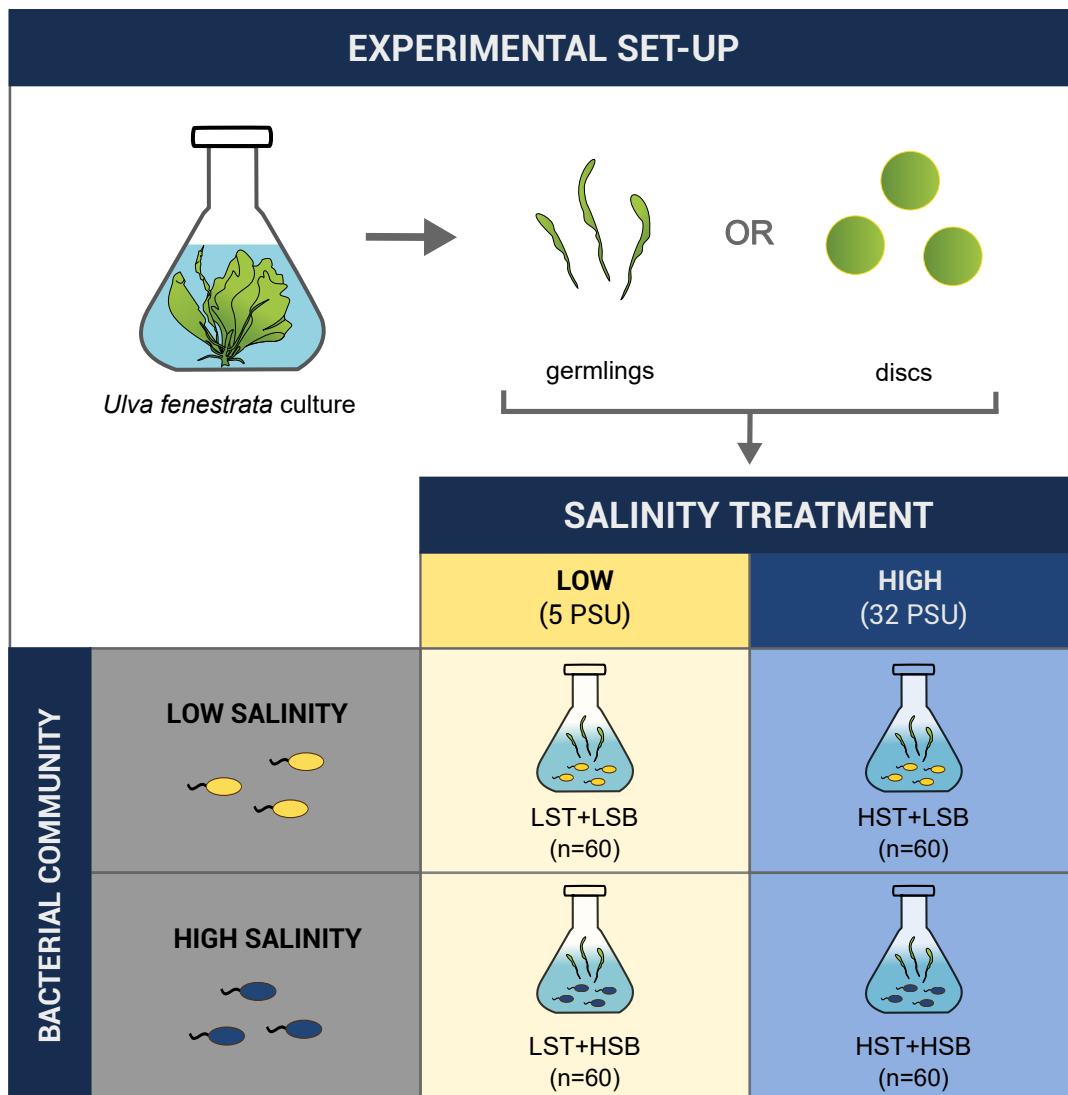 EXPERIMENTAL SET-UP
OR
germlings
discs
Ulva fenestrata culture
SALINITY TREATMENT
LOW
(5 PSU)
HIGH
(32 PSU)
BACTERIAL COMMUNITY
LOW SALINITY
LST+LSB
(n=60)
HST+LSB
(n=60)
HIGH SALINITY
LST+HSB
(n=60)
HST+HSB
(n=60)